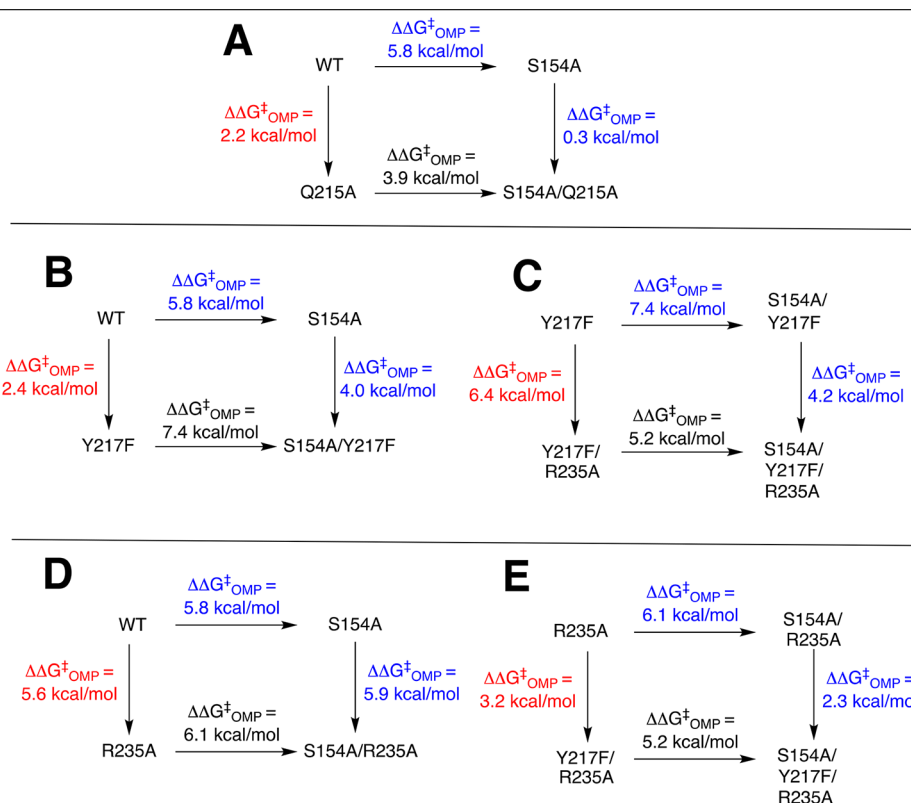 A
ΔΔG‡OMP =
5.8 kcal/mol
WT
S154A
ΔΔG‡OMP =
2.2 kcal/mol
ΔΔG‡OMP =
0.3 kcal/mol
ΔΔG‡OMP =
3.9 kcal/mol
Q215A
S154A/Q215A
B
ΔΔG‡OMP =
5.8 kcal/mol
WT
S154A
ΔΔG‡OMP =
2.4 kcal/mol
ΔΔG‡OMP =
4.0 kcal/mol
ΔΔG‡OMP =
7.4 kcal/mol
Y217F
S154A/Y217F
C
ΔΔG‡OMP =
7.4 kcal/mol
Y217F
S154A/
Y217F
ΔΔG‡OMP =
6.4 kcal/mol
ΔΔG‡OMP =
4.2 kcal/mol
ΔΔG‡OMP =
5.2 kcal/mol
Y217F/
R235A
S154A/
Y217F/
R235A
D
ΔΔG‡OMP =
5.8 kcal/mol
WT
S154A
ΔΔG‡OMP =
5.6 kcal/mol
ΔΔG‡OMP =
5.9 kcal/mol
ΔΔG‡OMP =
6.1 kcal/mol
R235A
S154A/R235A
E
ΔΔG‡OMP =
6.1 kcal/mol
R235A
S154A/
R235A
ΔΔG‡OMP =
3.2 kcal/mol
ΔΔG‡OMP =
2.3 kcal/mo
ΔΔG‡OMP =
5.2 kcal/mol
Y217F/
R235A
S154A/
Y217F/
R235A